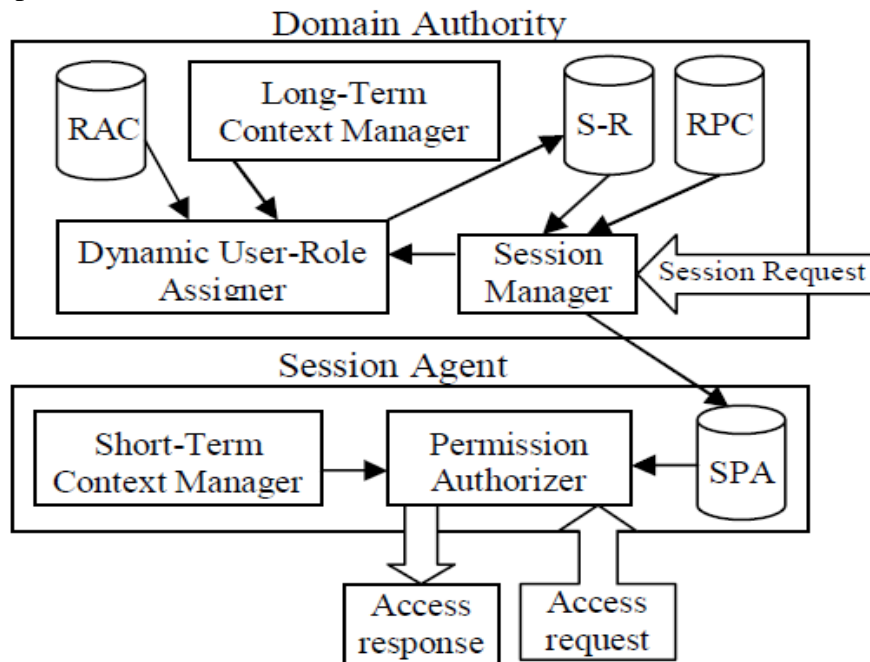 Domain Authority
RAC
Long-Term
Context Manager
S-R
RPC
Dynamic User-Role
Assigner
Session
Manager
Session Request
Session Agent
Short-Term
Context Manager
Permission
Authorizer
SPA
Access
response
Access
request